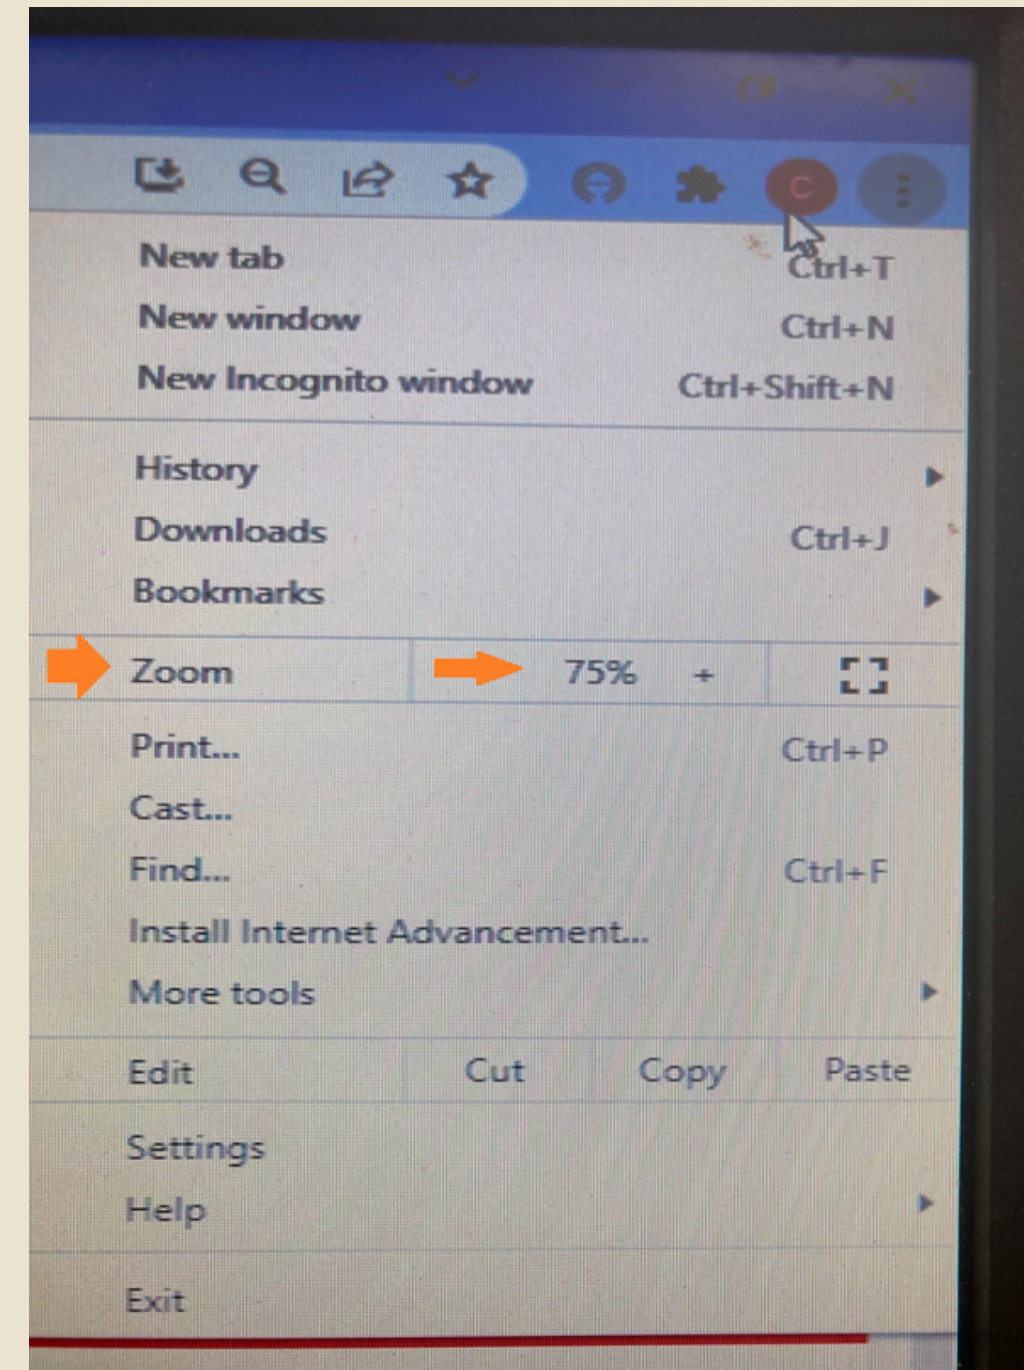 C
New tab Ctrl+T
New window Ctrl+N
New Incognito window Ctrl+Shift+N
History
Downloads Ctrl+J
Bookmarks
Zoom 75% +
Print... Ctrl+P
Cast...
Find... Ctrl+F
Install Internet Advancement...
More tools
Edit Cut Copy Paste
Settings
Help
Exit